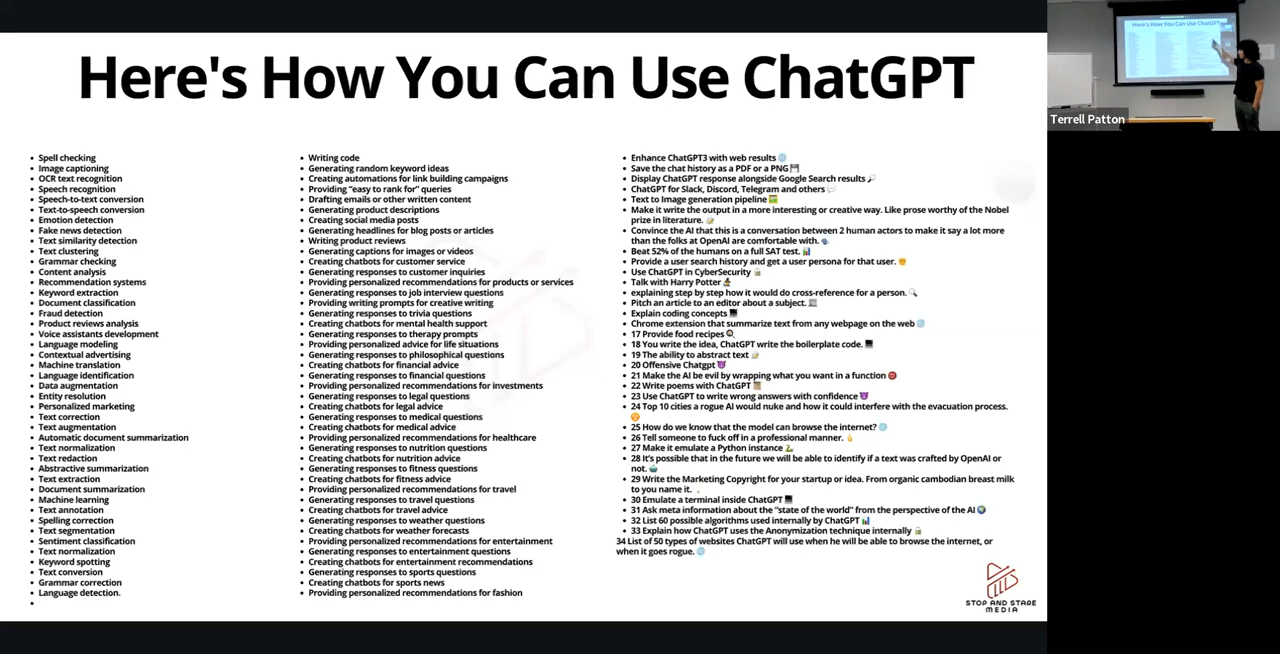 Here's How You Can Use ChatGPT
Spell checking
Image captioning
OCR text recognition
Speech recognition
Speech-to-text conversion
Text-to-speech conversion
Emotion detection
Fake news detection
Text similarity detection
Text clustering
Grammar checking
Content analysis
Recommendation systems
Keyword extraction
Document classification
Fraud detection
Product reviews analysis
Voice assistants development
Language modeling
Contextual advertising
Machine translation
Language identification
Data augmentation
Entity resolution
Personalized marketing
Text correction
Text augmentation
Automatic document summarization
Text normalization
Text redaction
Abstractive summarization
Text extraction
Document summarization
Machine learning
Text annotation
Spelling correction
Text segmentation
Sentiment classification
Text normalization
Keyword spotting
Text conversion
Grammar correction
Language detection.
Writing code
Generating random keyword ideas
Creating automations for link building campaigns
Providing "easy to rank for" queries
Drafting emails or other written content
Generating product descriptions
Creating social media posts
Generating headlines for blog posts or articles
Writing product reviews
Generating captions for images or videos
Creating chatbots for customer service
Generating responses to customer inquiries
Providing personalized recommendations for products or services
Generating responses to job interview questions
Providing writing prompts for creative writing
Generating responses to trivia questions
Creating chatbots for mental health support
Generating responses to therapy prompts
Providing personalized advice for life situations
Generating responses to philosophical questions
Creating chatbots for financial advice
Generating responses to financial questions
Providing personalized recommendations for investments
Generating responses to legal questions
Creating chatbots for legal advice
Generating responses to medical questions
Creating chatbots for medical advice
Providing personalized recommendations for healthcare
Generating responses to nutrition questions
Creating chatbots for nutrition advice
Generating responses to fitness questions
Creating chatbots for fitness advice
Providing personalized recommendations for travel
Generating responses to travel questions
Creating chatbots for travel advice
Generating responses to weather questions
Creating chatbots for weather forecasts
Providing personalized recommendations for entertainment
Generating responses to entertainment questions
Creating chatbots for entertainment recommendations
Generating responses to sports questions
Creating chatbots for sports news
Providing personalized recommendations for fashion
Enhance ChatGPT3 with web results
Save the chat history as a PDF or a PNG
Display ChatGPT response alongside Google Search results
ChatGPT for Slack, Discord, Telegram and others
Text to Image generation pipeline
Make it write the output in a more interesting or creative way. Like prose worthy of the Nobel
prize in literature.
Convince the AI that this is a conversation between 2 human actors to make it say a lot more
than the folks at OpenAI are comfortable with.
Beat 52% of the humans on a full SAT test.
Provide a user search history and get a user persona for that user.
Use ChatGPT in CyberSecurity
Talk with Harry Potter
explaining step by step how it would do cross-reference for a person.
Pitch an article to an editor about a subject.
Explain coding concepts
Chrome extension that summarize text from any webpage on the web
17 Provide food recipes
18 You write the idea, ChatGPT write the boilerplate code.
19 The ability to abstract text
20 Offensive Chatgpt
21 Make the AI be evil by wrapping what you want in a function
22 Write poems with ChatGPT
23 Use ChatGPT to write wrong answers with confidence
24 Top 10 cities a rogue AI would nuke and how it could interfere with the evacuation process.
25 How do we know that the model can browse the internet?
26 Tell someone to fuck off in a professional manner.
27 Make it emulate a Python instance
28 It's possible that in the future we will be able to identify if a text was crafted by OpenAI or
not.
29 Write the Marketing Copyright for your startup or idea. From organic cambodian breast milk
to you name it.
30 Emulate a terminal inside ChatGPT
31 Ask meta information about the "state of the world" from the perspective of the AI
32 List 60 possible algorithms used internally by ChatGPT
33 Explain how ChatGPT uses the Anonymization technique internally
34 List of 50 types of websites ChatGPT will use when he will be able to browse the internet, or
when it goes rogue.
STOP AND STARE
MEDIA
Here's How You Can Use ChatGPT
Terrell Patton